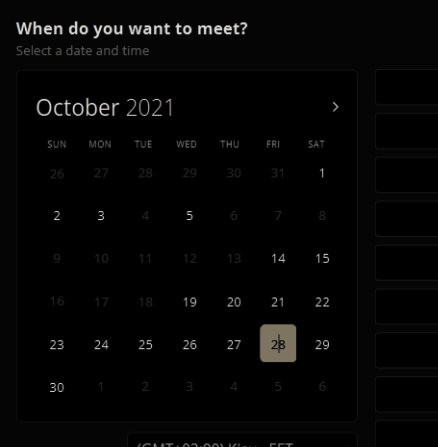 When do you want to meet?
Select a date and time
October 2021
SUN MON TUE WED THU FRI SAT
26 27 28 29 30 31 1
2 3 4 5 6 7 8
9 10 11 12 13 14 15
16 17 18 19 20 21 22
23 24 25 26 27 28 29
30 1 2 3 4 5 6
(GMT+03:00) Kiev - EET